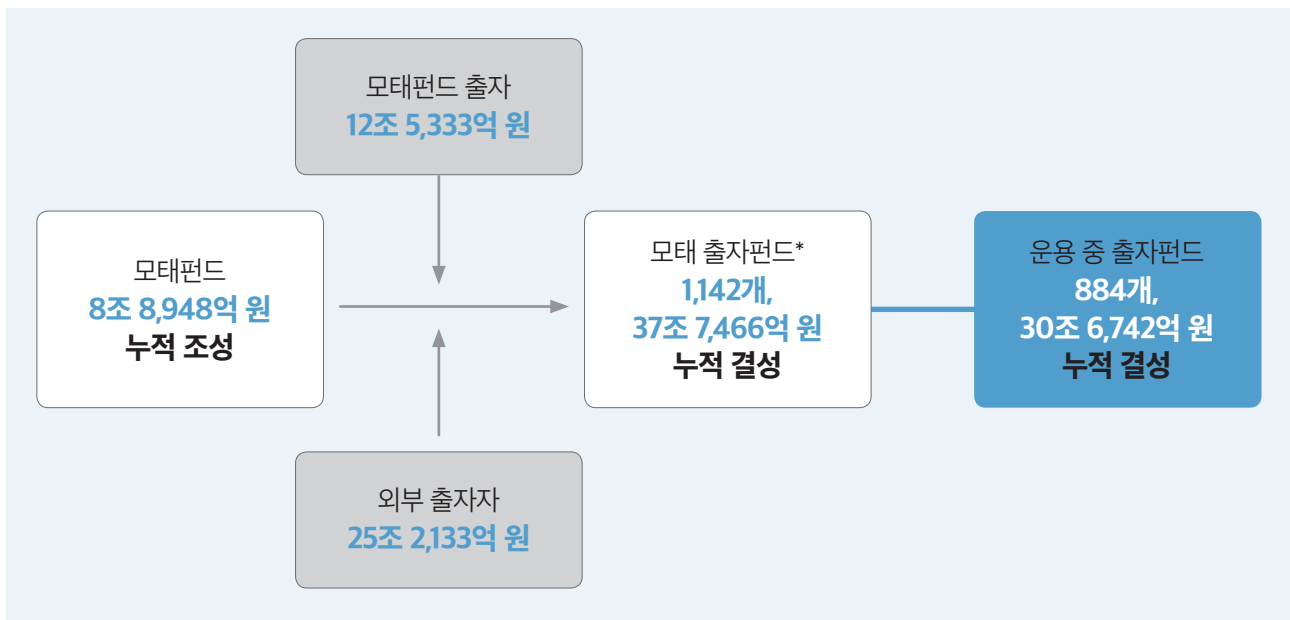 모태펀드 출자
12조 5,333억 원
모태펀드
8조 8,948억 원
누적 조성
모태 출자펀드*
1,142개,
37조 7,466억 원
누적 결성
운용 중 출자펀드
884개,
30조 6,742억 원
누적 결성
외부 출자자
25조 2,133억 원